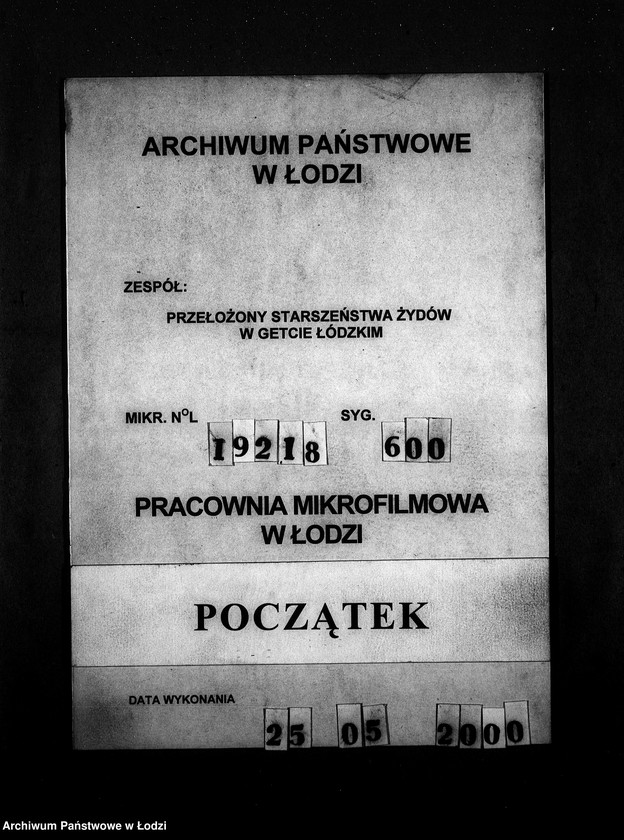 ARCHIWUM PAŃSTWOWE
W ŁODZI
ZESPÓŁ:
PRZEŁOŻONY STARSZEŃSTWA ŻYDÓW
W GETCIE ŁÓDZKIM
MIKR. NºL 19218 SYG. 600
PRACOWNIA MIKROFILMOWA
W ŁODZI
POCZĄTEK
DATA WYKONANIA
25 05 2000
Archiwum Państwowe w Łodzi